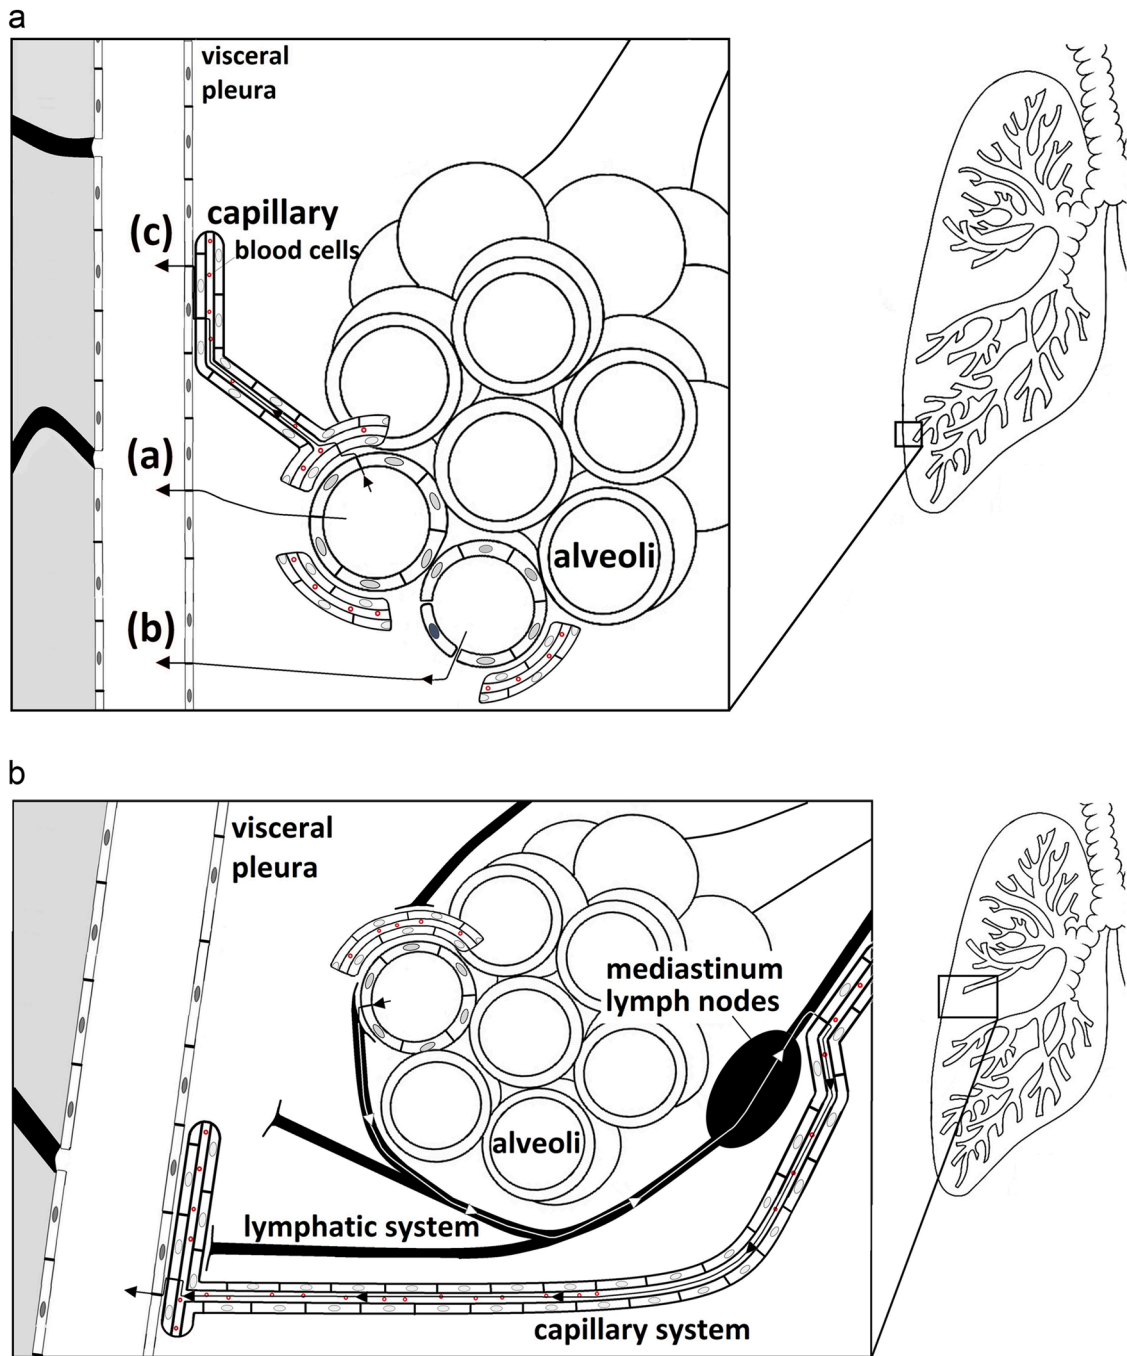 a
visceral
pleura
capillary
(c)
blood cells
(a)
alveoli
(b)
b
visceral
pleura
mediastinum
lymph nodes
alveoli
lymphatic system
capillary system